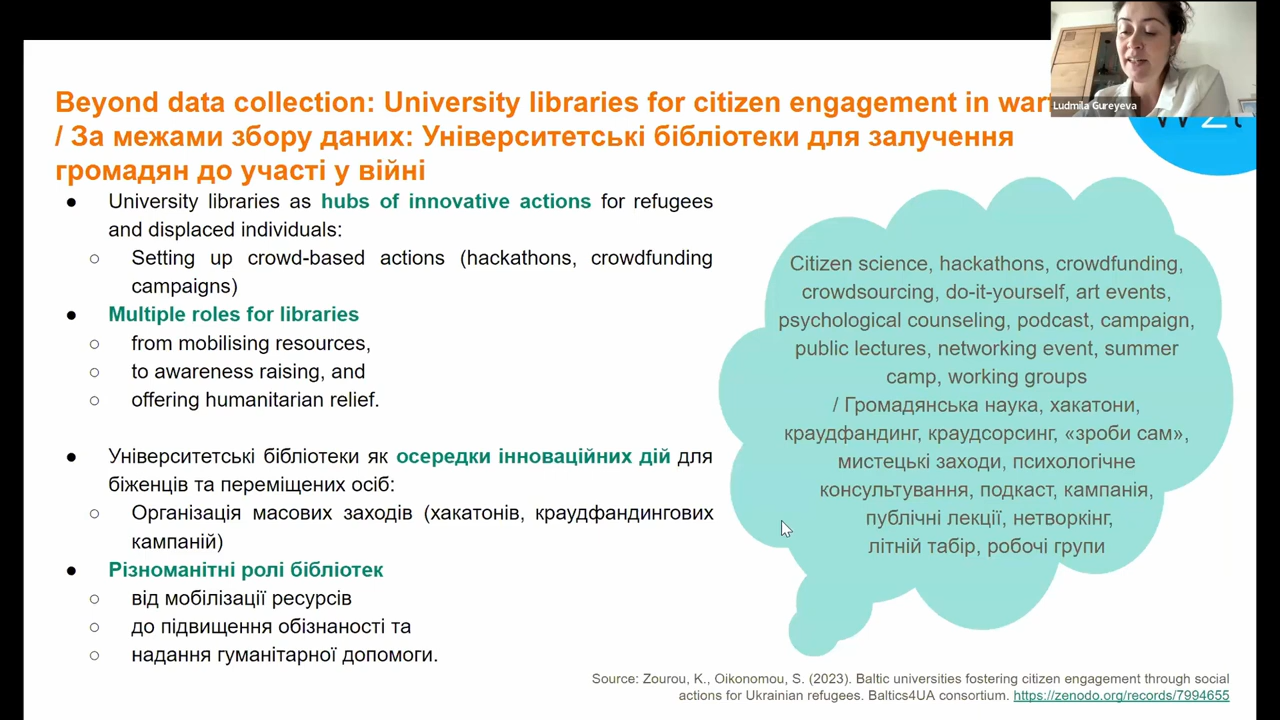 Beyond data collection: University libraries for citizen engagement in
/ За межами збору даних: Університетські бібліотеки для залучення
громадян до участі у війні
University libraries as hubs of innovative actions for refugees
and displaced individuals:
Setting up crowd-based actions (hackathons, crowdfunding
campaigns)
Multiple roles for libraries
from mobilising resources,
to awareness raising, and
offering humanitarian relief.
Університетські бібліотеки як осередки інноваційних дій для
біженців та переміщених осіб:
Організація масових заходів (хакатонів, краудфандингових
кампаній)
Різноманітні ролі бібліотек
від мобілізації ресурсів
до підвищення обізнаності та
надання гуманітарної допомоги.
Ludmila Gureyeva
Citizen science, hackathons, crowdfunding,
crowdsourcing, do-it-yourself, art events,
psychological counseling, podcast, campaign,
public lectures, networking event, summer
camp, working groups
/ Громадянська наука, хакатони,
краудфандинг, краудсорсинг, «зроби сам»,
мистецькі заходи, психологічне
консультування, подкаст, кампанія,
публічні лекції, нетворкінг,
літній табір, робочі групи
Source: Zourou, K., Oikonomou, S. (2023). Baltic universities fostering citizen engagement through social
actions for Ukrainian refugees. Baltics4UA consortium. https://zenodo.org/records/7994655